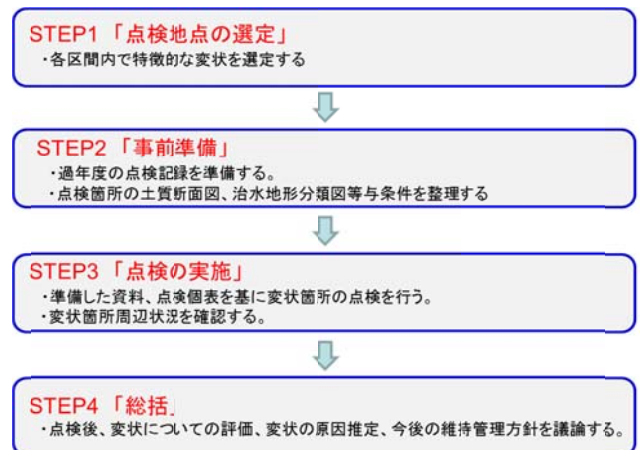 STEP1「点検地点の選定」
・各区間内で特徴的な変状を選定する
STEP2「事前準備」
・過年度の点検記録を準備する。
・点検箇所の土質断面図、治水地形分類図等与条件を整理する
STEP3「点検の実施」
・準備した資料、点検個表を基に変状箇所の点検を行う。
・変状箇所周辺状況を確認する。
STEP4「総括」
・点検後、変状についての評価、変状の原因推定、今後の維持管理方針を議論する。